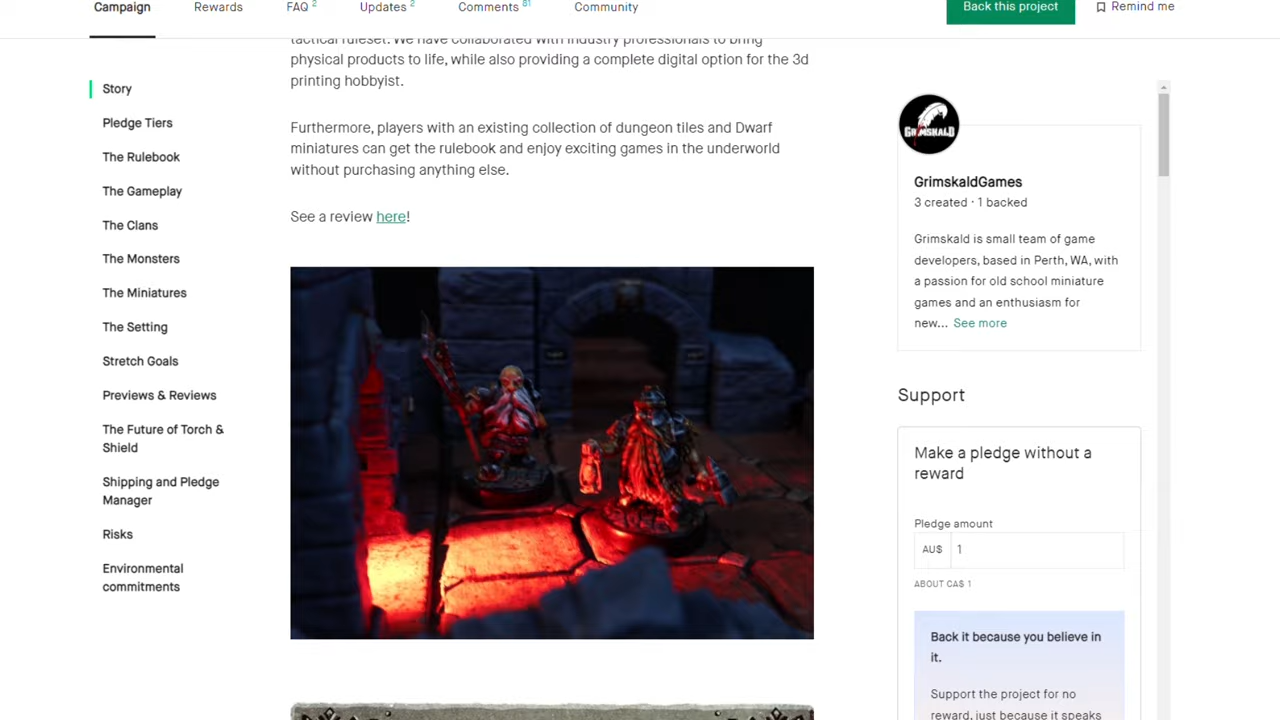 Campaign
Rewards
FAQ 2
Updates 2
Comments 81
Community
Back this project
Remind me
Story
Pledge Tiers
The Rulebook
The Gameplay
The Clans
The Monsters
The Miniatures
The Setting
Stretch Goals
Previews & Reviews
The Future of Torch &
Shield
Shipping and Pledge
Manager
Risks
Environmental
commitments
tactical ruleset. We have collaborated with industry professionals to bring
physical products to life, while also providing a complete digital option for the 3d
printing hobbyist.
Furthermore, players with an existing collection of dungeon tiles and Dwarf
miniatures can get the rulebook and enjoy exciting games in the underworld
without purchasing anything else.
See a review here!
GRIMSKALD
GrimskaldGames
3 created · 1 backed
Grimskald is small team of game
developers, based in Perth, WA, with
a passion for old school miniature
games and an enthusiasm for
new... See more
Support
Make a pledge without a
reward
Pledge amount
AU$ 1
ABOUT CA$ 1
Back it because you believe in
it.
Support the project for no
reward, just because it speaks